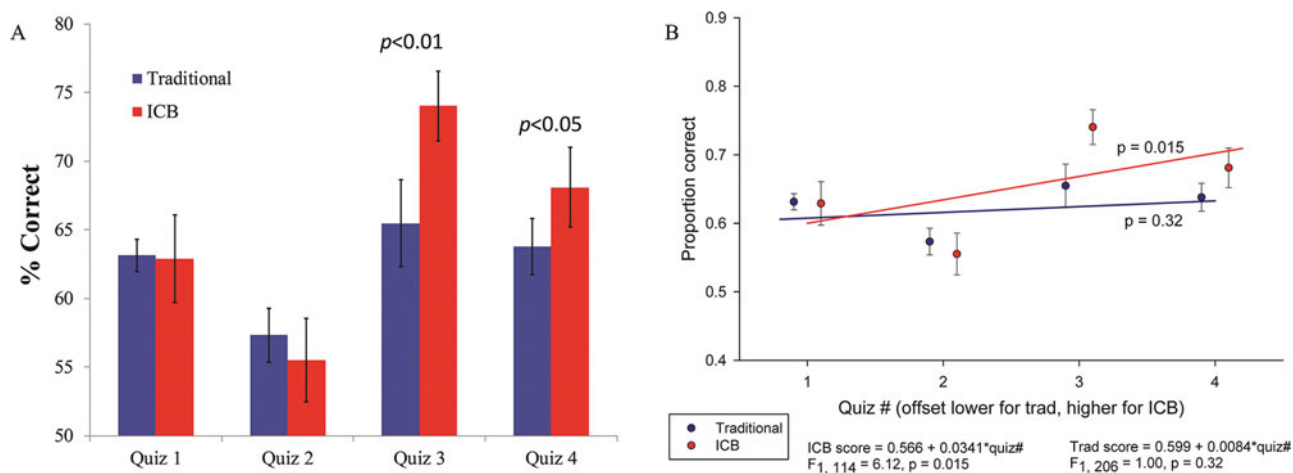 A
80
75
70
65
60
55
50
% Correct
Traditional
ICB
p<0.01
p<0.05
Quiz 1
Quiz 2
Quiz 3
Quiz 4
B
0.9
0.8
0.7
0.6
0.5
0.4
Proportion correct
p = 0.015
p = 0.32
1
2
3
4
Quiz # (offset lower for trad, higher for ICB)
Traditional
ICB
ICB score = 0.566 + 0.0341*quiz#
F1, 114 = 6.12, p = 0.015
Trad score = 0.599 + 0.0084*quiz#
F1, 206 = 1.00, p = 0.32